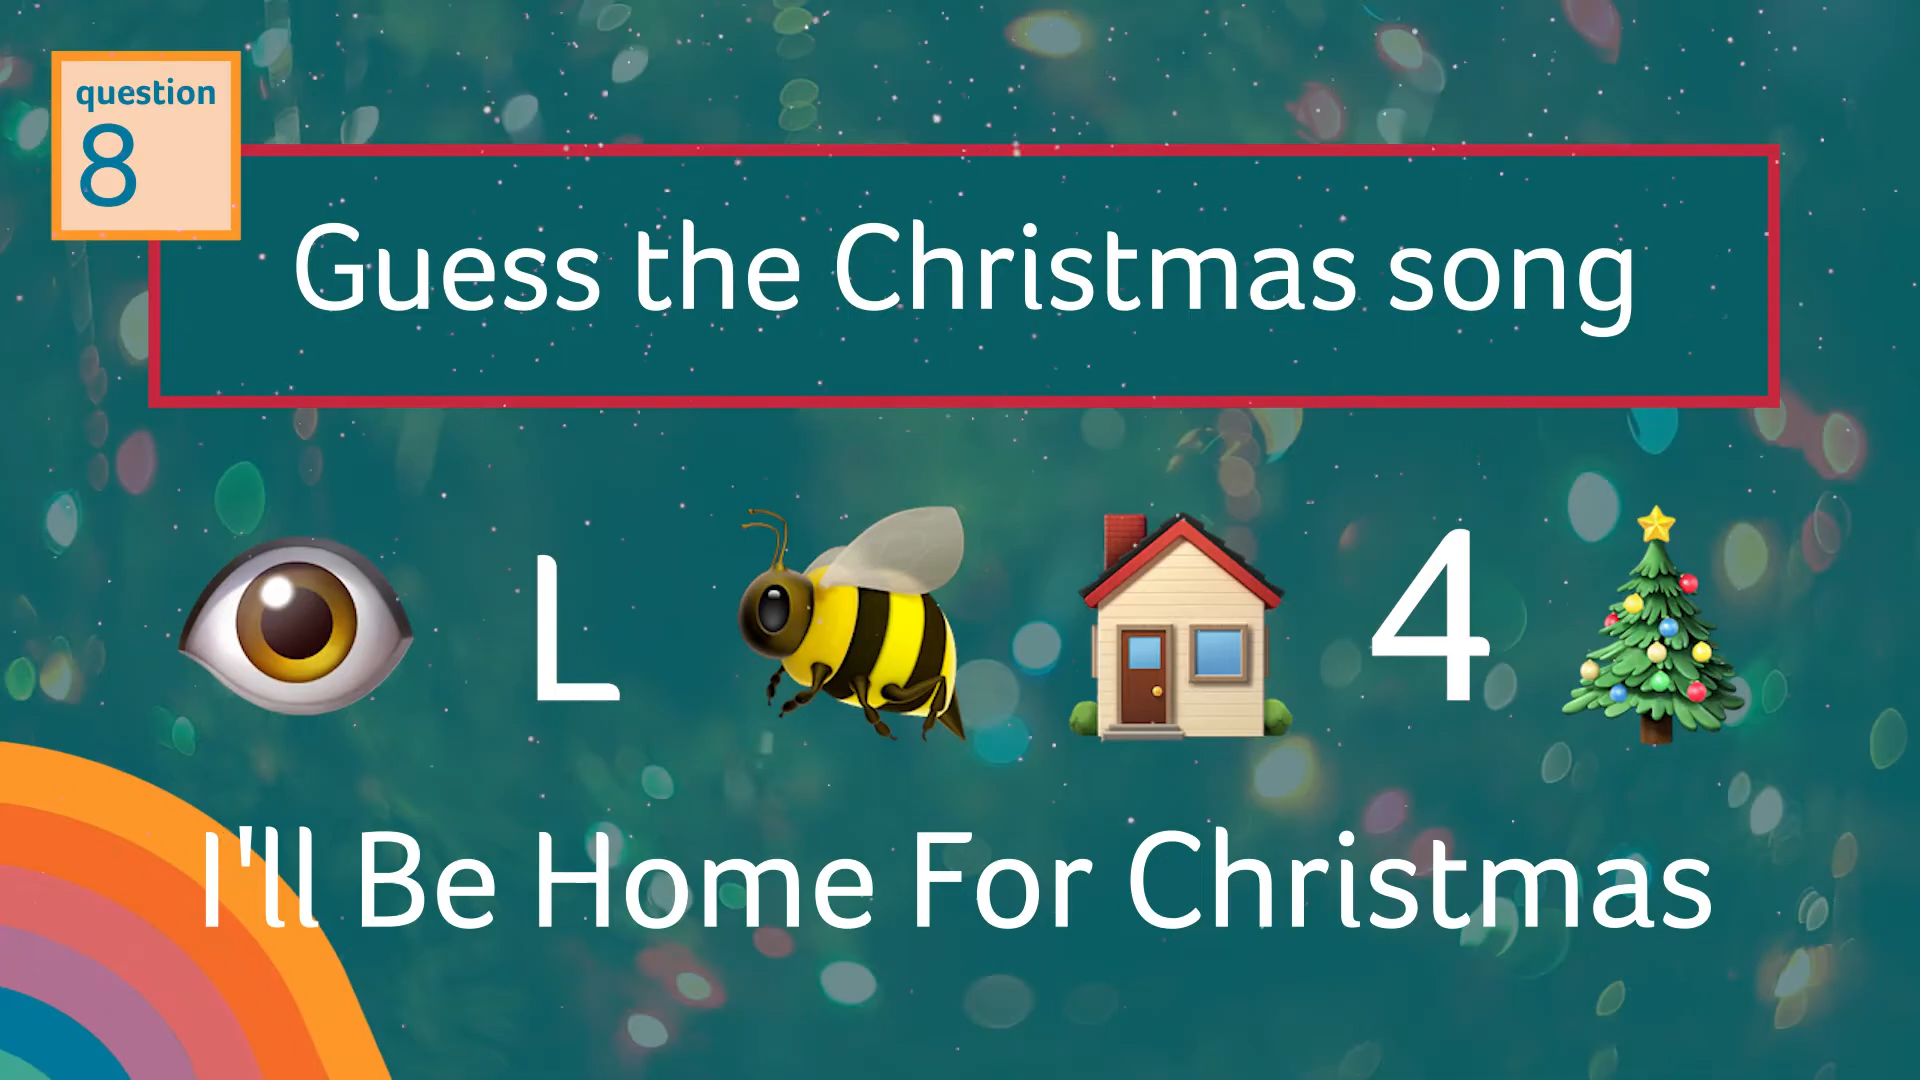 question
8
Guess the Christmas song
L 4
I'll Be Home For Christmas